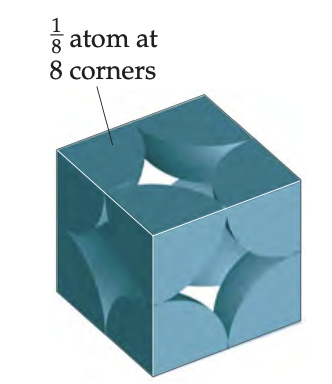 1/8 atom at
8 corners